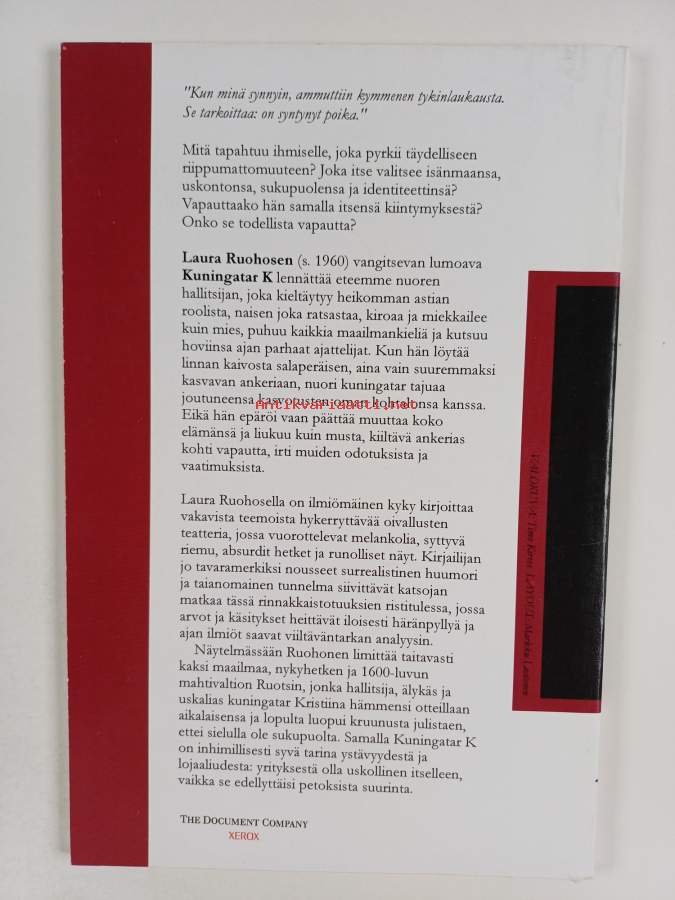 "Kun minä synnyin, ammuttiin kymmenen tykinlaukausta.
Se tarkoittaa: on syntynyt poika."
Mitä tapahtuu ihmiselle, joka pyrkii täydelliseen
riippumattomuuteen? Joka itse valitsee isänmaansa,
uskontonsa, sukupuolensa ja identiteettinsä?
Vapauttaako hän samalla itsensä kiintymyksestä?
Onko se todellista vapautta?
Laura Ruohosen (s. 1960) vangitsevan lumoava
Kuningatar K lennättää eteemme nuoren
hallitsijan, joka kieltäytyy heikomman astian
roolista, naisen joka ratsastaa, kiroaa ja miekkailee
kuin mies, puhuu kaikkia maailmankieliä ja kutsuu
hoviinsa ajan parhaat ajattelijat. Kun hän löytää
linnan kaivosta salaperäisen, aina vain suuremmaksi
kasvavan ankeriaan, nuori kuningatar tajuaa
joutuneensa kasvotusten oman kohtalonsa kanssa.
Antikvariaatti.net
Eikä hän epäröi vaan päättää muuttaa koko
elämänsä ja liukuu kuin musta, kiiltävä ankerias
kohti vapautta, irti muiden odotuksista ja
vaatimuksista.
Laura Ruohosella on ilmiömäinen kyky kirjoittaa
vakavista teemoista hykerryttävää oivallusten
teatteria, jossa vuorottelevat melankolia, syttyvä
riemu, absurdit hetket ja runolliset näyt. Kirjailijan
jo tavaramerkiksi nousseet surrealistinen huumori
ja taianomainen tunnelma siivittävät katsojan
matkaa tässä rinnakkaistotuuksien ristitulessa, jossa
arvot ja käsitykset heittävät iloisesti häränpyllyä ja
ajan ilmiöt saavat viiltäväntarkan analyysin.
Näytelmässään Ruohonen limittää taitavasti
kaksi maailmaa, nykyhetken ja 1600-luvun
mahtivaltion Ruotsin, jonka hallitsija, älykäs ja
uskalias kuningatar Kristiina hämmensi otteillaan
aikalaisensa ja lopulta luopui kruunusta julistaen,
ettei sielulla ole sukupuolta. Samalla Kuningatar K
on inhimillisesti syvä tarina ystävyydestä ja
lojaaliudesta: yrityksestä olla uskollinen itselleen,
vaikka se edellyttäisi petoksista suurinta.
THE DOCUMENT COMPANY
XEROX
VALOKUVA: Timo LAYOUT: Markku